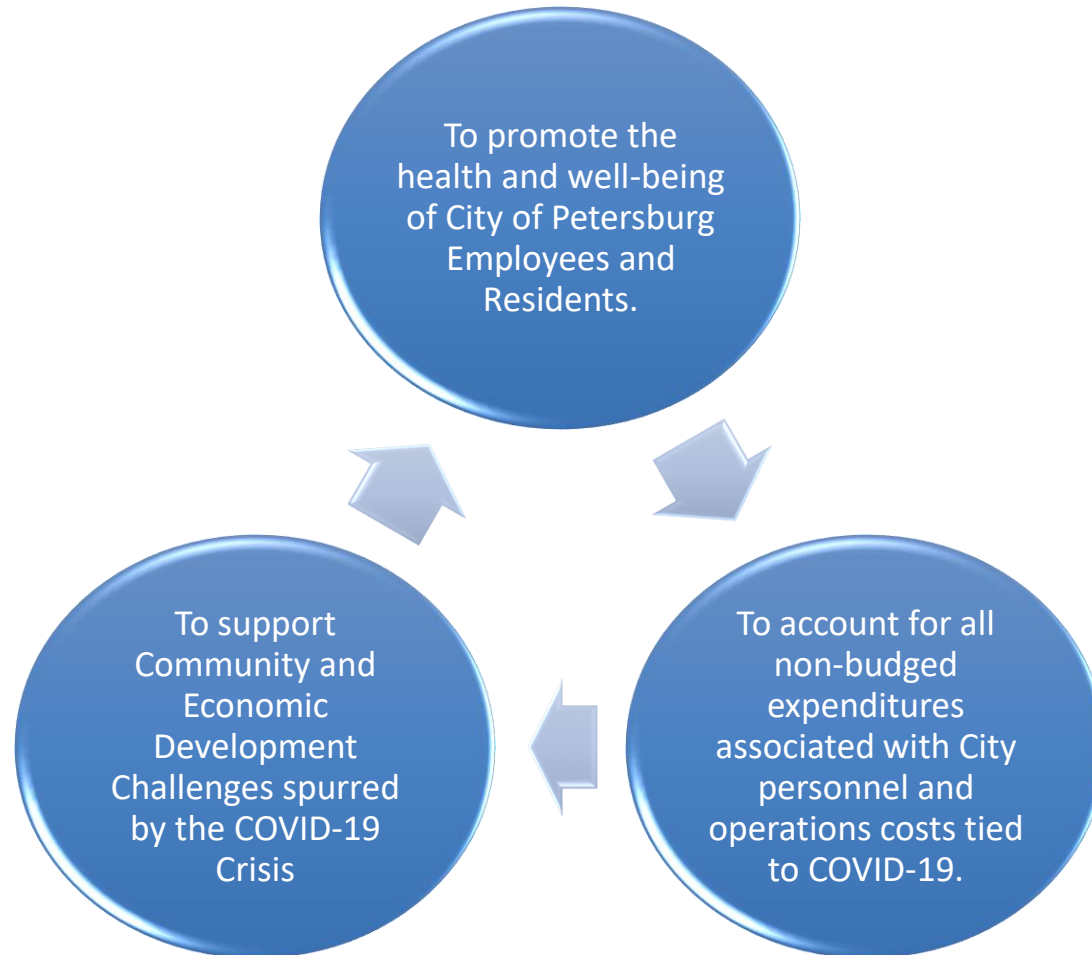 To promote the
health and well-being
of City of Petersburg
Employees and
Residents.
To account for all
non-budged
expenditures
associated with City
personnel and
operations costs tied
to COVID-19.
To support
Community and
Economic
Development
Challenges spurred
by the COVID-19
Crisis